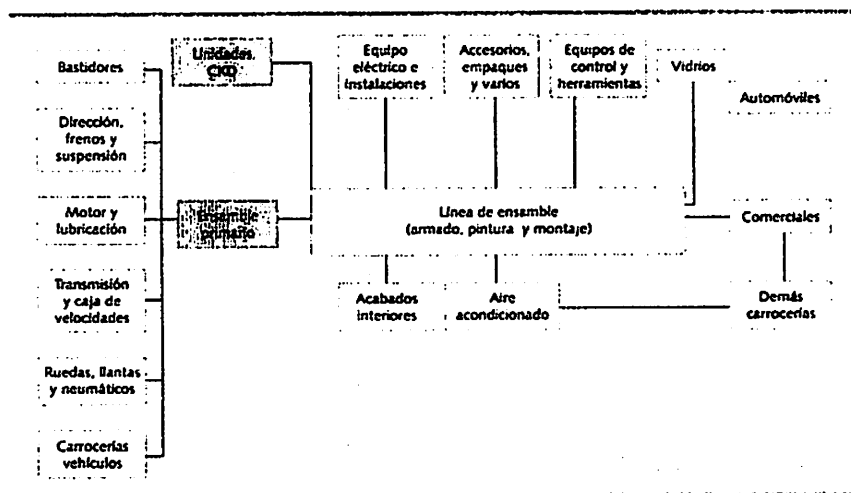 Bastidores
Unidades
CKD
Equipo
eléctrico e
instalaciones
Accesorios,
empaques
y varios
Equipos de
control y
herramientas
Vidrios
Automóviles
Dirección,
frenos y
suspensión
Motor y
lubricación
Ensamble
primario
Línea de ensamble
(armado, pintura y montaje)
Comerciales
Transmisión
y caja de
velocidades
Acabados
interiores
Aire
acondicionado
Demás
carrocerías
Ruedas, llantas
y neumáticos
Carrocerías
vehículos